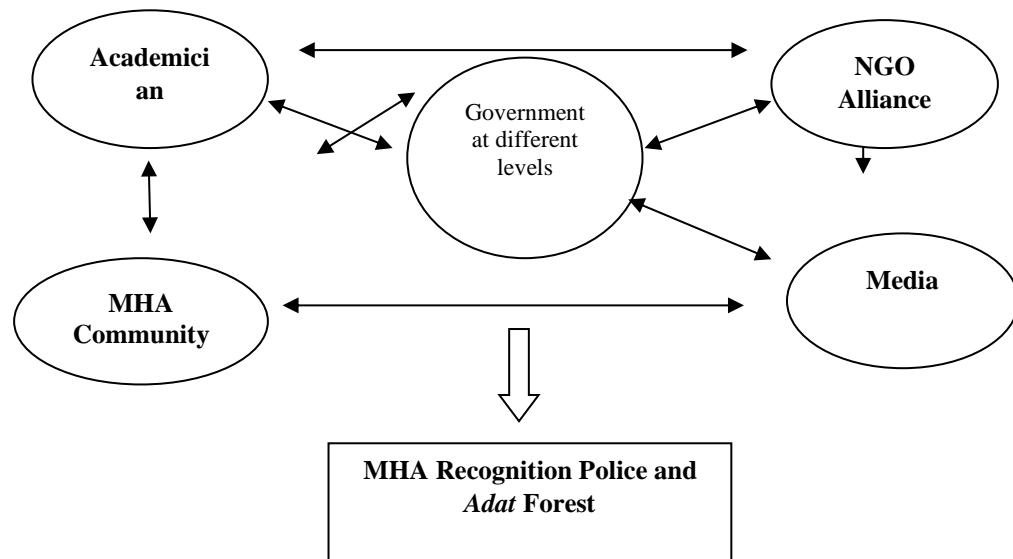 Academici
an
NGO
Alliance
Government
at different
levels
MHA
Community
Media
MHA Recognition Police and
Adat Forest